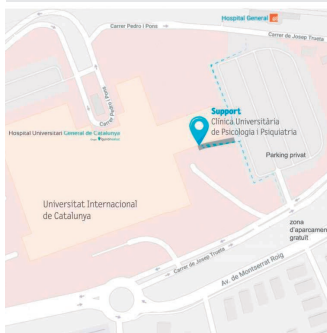 Hospital General
Carrer Pedro i Pons
Carrer de Josep Trueta
Carrer de Pedro i Pons
Support
Clínica Universitària
de Psicologia i Psiquiatria
Hospital Universitari General de Catalunya
Parking privat
Universitat Internacional
de Catalunya
zona
d'aparcament
gratuït
Carrer de Josep Trueta
Av. de Montserrat Roig